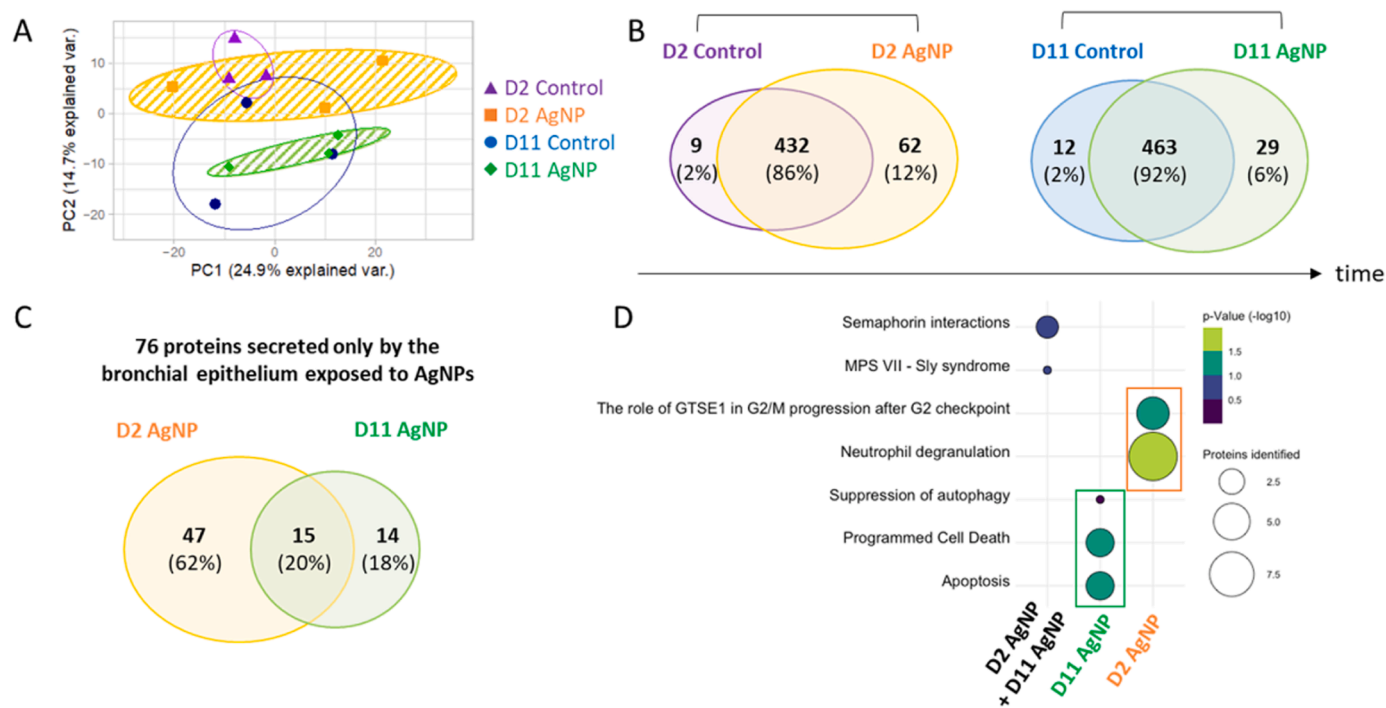 A
10
0
−10
−20
PC2 (14.7% explained var.)
−20
0
20
PC1 (24.9% explained var.)
D2 Control
D2 AgNP
D11 Control
D11 AgNP
B
D2 Control
D2 AgNP
9
(2%)
432
(86%)
62
(12%)
D11 Control
D11 AgNP
12
(2%)
463
(92%)
29
(6%)
time
C
76 proteins secreted only by the
bronchial epithelium exposed to AgNPs
D2 AgNP
D11 AgNP
47
(62%)
15
(20%)
14
(18%)
D
Semaphorin interactions
MPS VII - Sly syndrome
The role of GTSE1 in G2/M progression after G2 checkpoint
Neutrophil degranulation
Suppression of autophagy
Programmed Cell Death
Apoptosis
D2 AgNP
+ D11 AgNP
D11 AgNP
D2 AgNP
p-Value (-log10)
1.5
1.0
0.5
Proteins identified
2.5
5.0
7.5